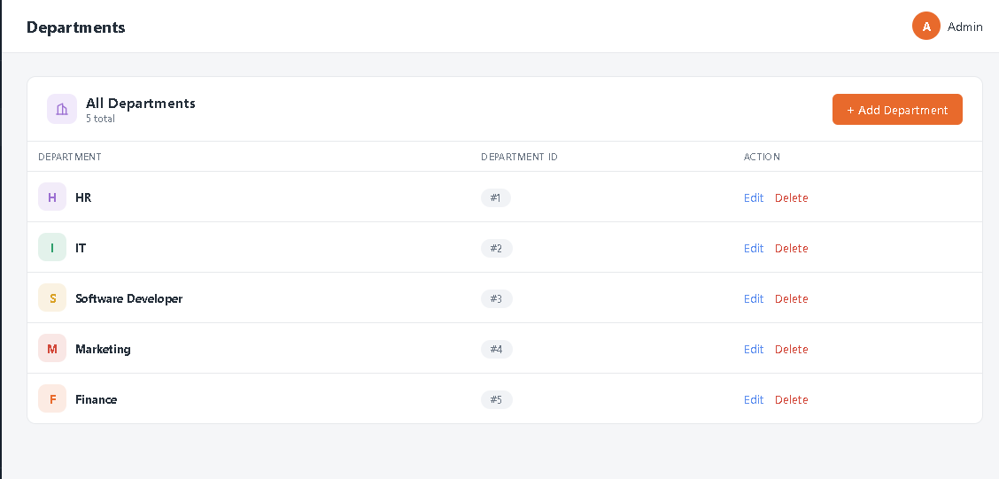 Departments
A Admin
All Departments
5 total
+ Add Department
DEPARTMENT DEPARTMENT ID ACTION
H HR #1 Edit Delete
I IT #2 Edit Delete
S Software Developer #3 Edit Delete
M Marketing #4 Edit Delete
F Finance #5 Edit Delete